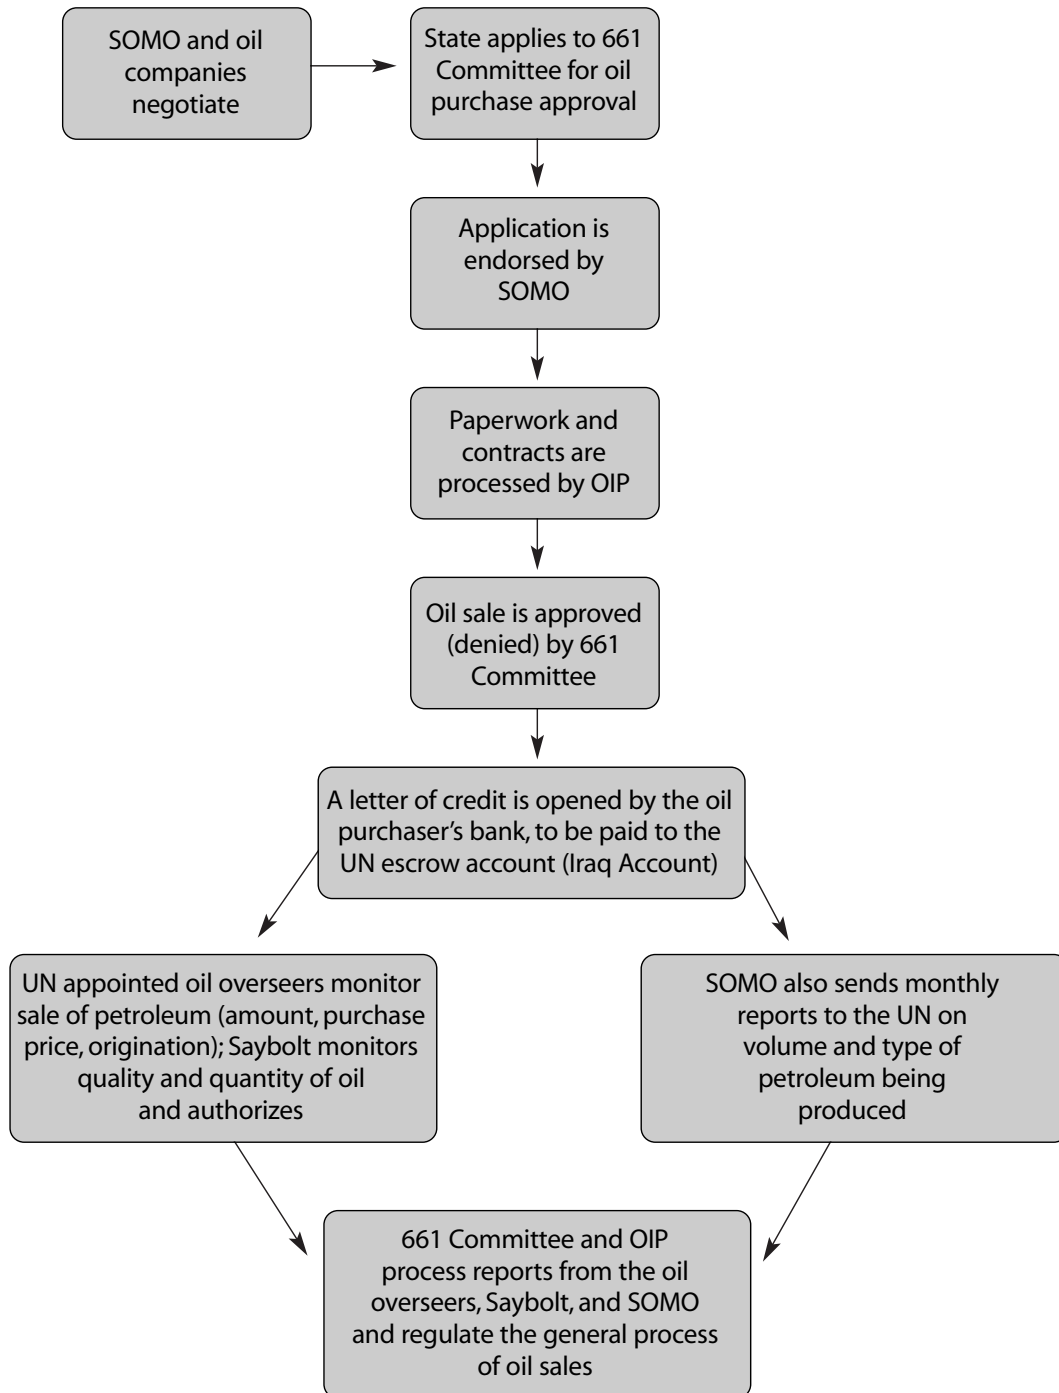 SOMO and oil
companies
negotiate
State applies to 661
Committee for oil
purchase approval
Application is
endorsed by
SOMO
Paperwork and
contracts are
processed by OIP
Oil sale is approved
(denied) by 661
Committee
A letter of credit is opened by the oil
purchaser's bank, to be paid to the
UN escrow account (Iraq Account)
UN appointed oil overseers monitor
sale of petroleum (amount, purchase
price, origination); Saybolt monitors
quality and quantity of oil
and authorizes
SOMO also sends monthly
reports to the UN on
volume and type of
petroleum being
produced
661 Committee and OIP
process reports from the oil
overseers, Saybolt, and SOMO
and regulate the general process
of oil sales